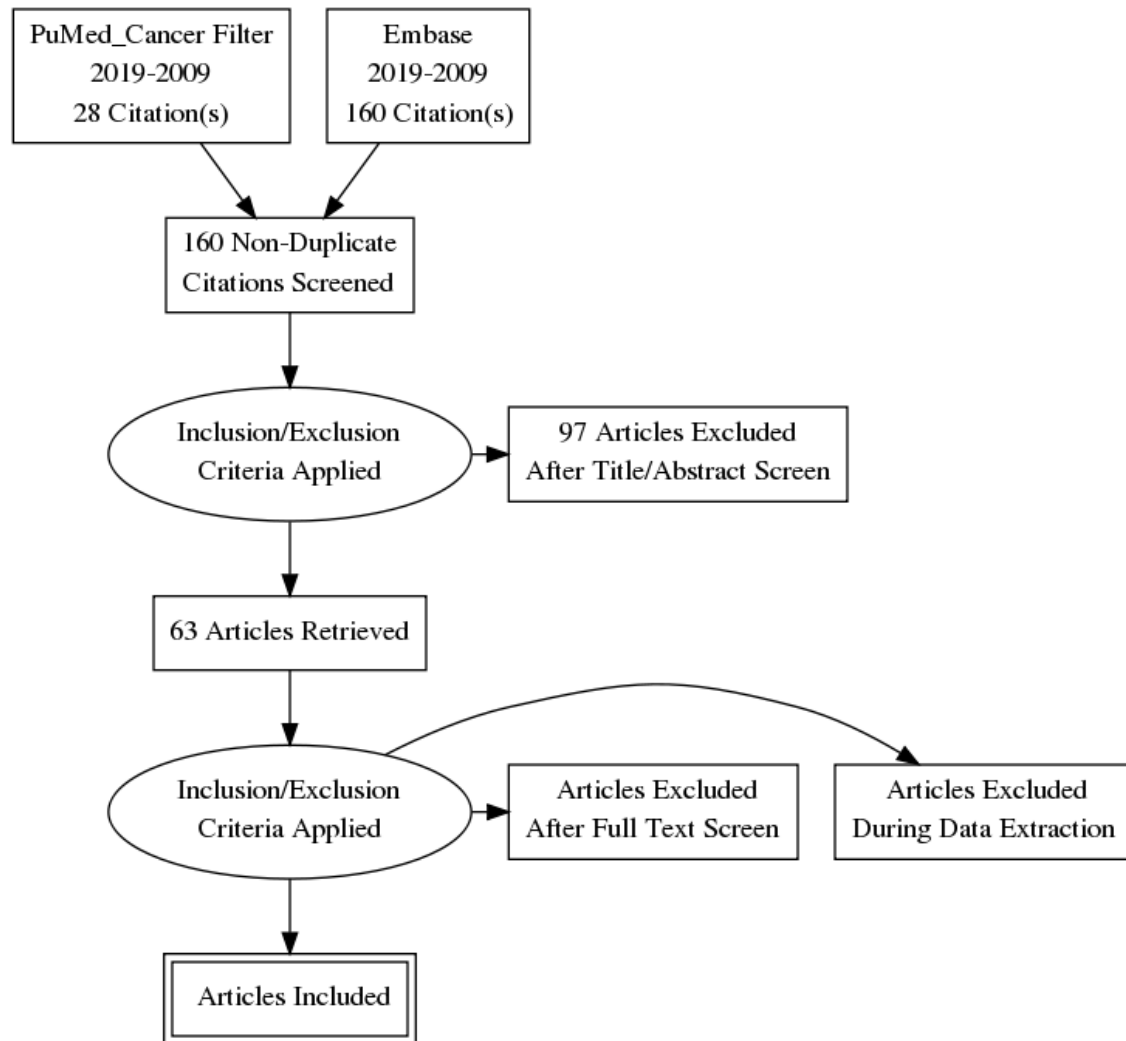 PuMed_Cancer Filter
2019-2009
28 Citation(s)
Embase
2019-2009
160 Citation(s)
160 Non-Duplicate
Citations Screened
Inclusion/Exclusion
Criteria Applied
97 Articles Excluded
After Title/Abstract Screen
63 Articles Retrieved
Inclusion/Exclusion
Criteria Applied
Articles Excluded
After Full Text Screen
Articles Excluded
During Data Extraction
Articles Included